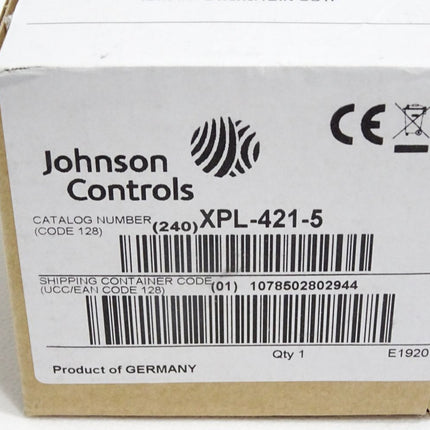 CE
Johnson
Controls
CATALOG NUMBER
(CODE 128)
(240) XPL-421-5
SHIPPING CONTAINER CODE
(UCC/EAN CODE 128)
(01) 1078502802944
Qty 1
E1920
Product of GERMANY